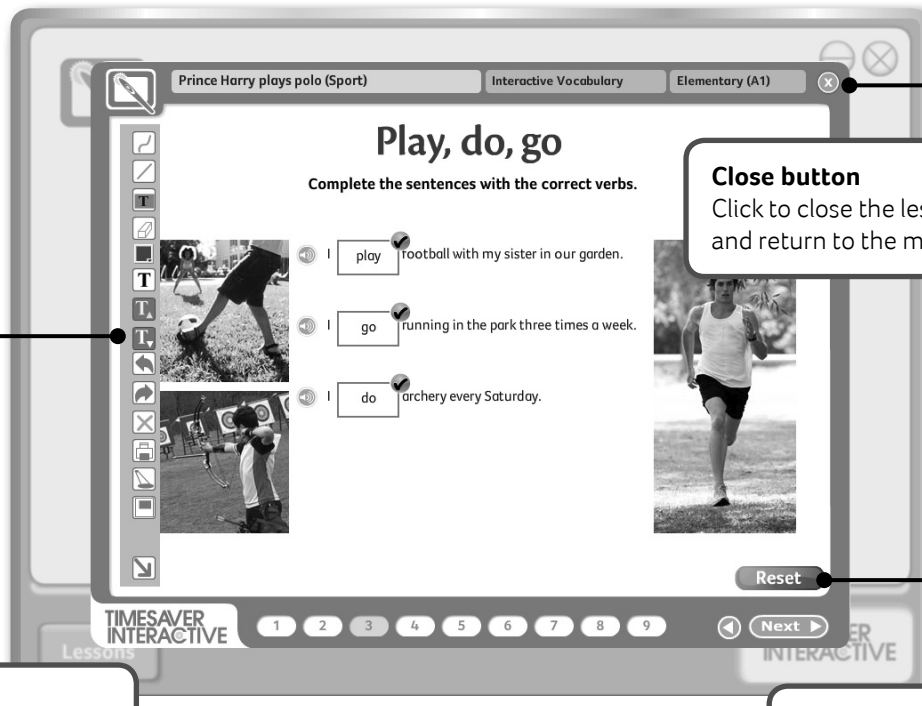 Prince Harry plays polo (Sport) Interactive Vocabulary Elementary (A1) X
Play, do, go
Complete the sentences with the correct verbs.
Close button
Click to close the
and return to the
I play football with my sister in our garden.
I go running in the park three times a week.
I do archery every Saturday.
T
T
T
T
Reset
TIMESAVER
INTERACTIVE
1 2 3 4 5 6 7 8 9
Next
Lessons
INTERACTIVE